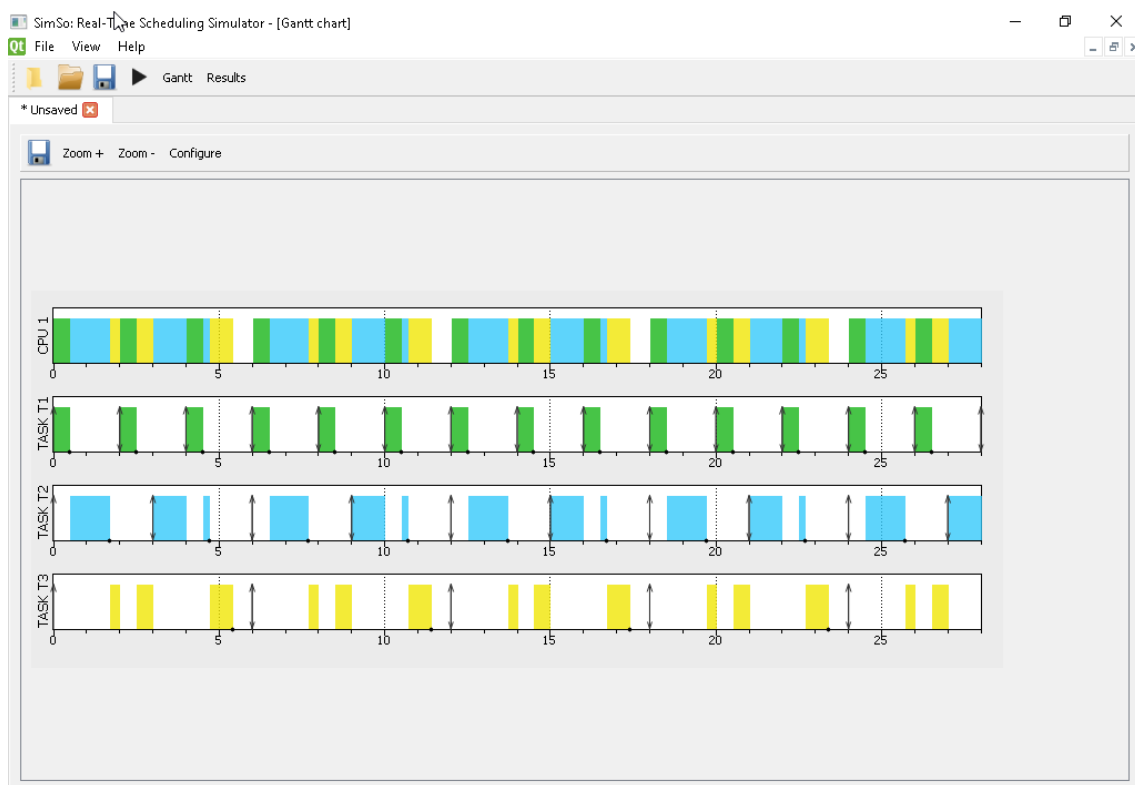 SimSo: Real-Time Scheduling Simulator - [Gantt chart]
Qt File View Help
Gantt Results
* Unsaved
Zoom + Zoom - Configure
CPU 1
0 5 10 15 20 25
TASK T1
0 5 10 15 20 25
TASK T2
0 5 10 15 20 25
TASK T3
0 5 10 15 20 25